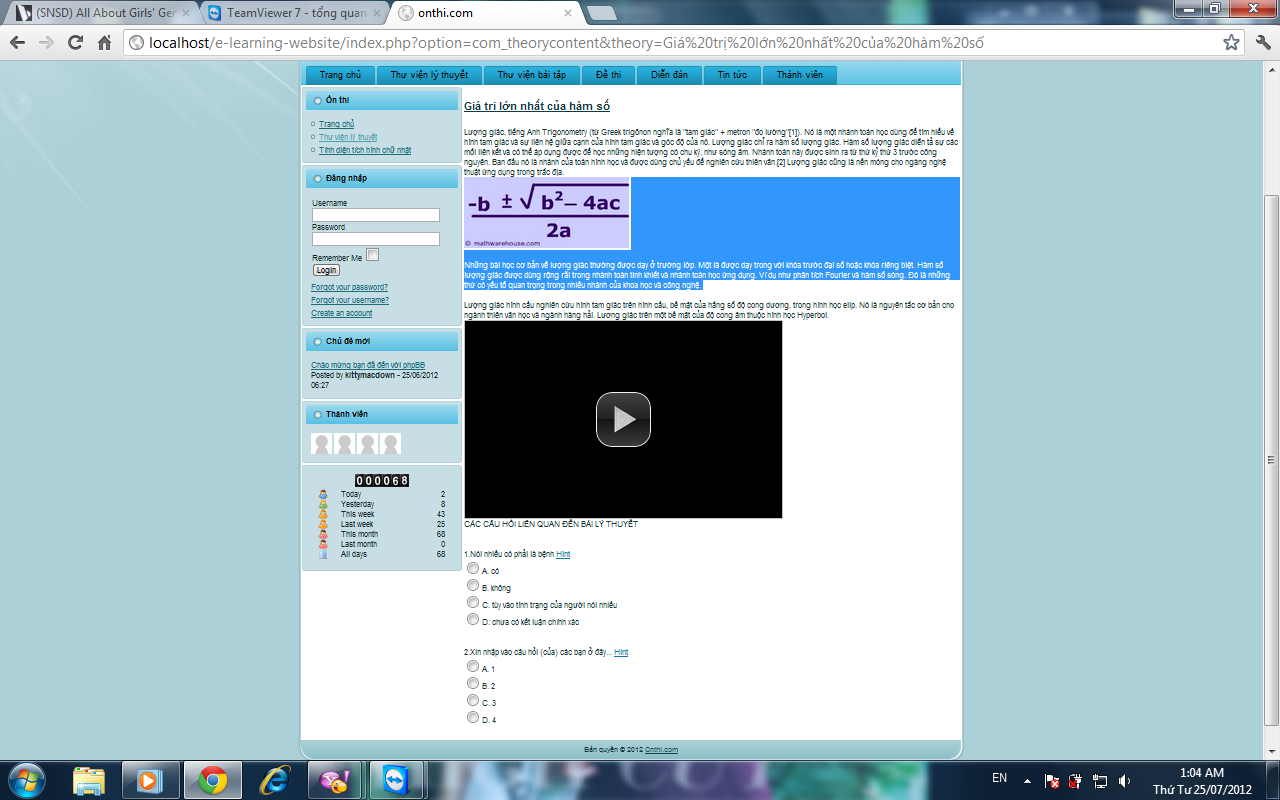 (SNSD) All About Girls' Ger
TeamViewer 7 - tổng quan
onthi.com
localhost/e-learning-website/index.php?option=com_theorycontent&theory=Giá%20trị%20lớn%20nhất%20của%20hàm%20số
Trang chủ
Thư viện lý thuyết
Thư viện bài tập
Đề thi
Diễn đàn
Tin tức
Thành viên
Ôn thi
Trang chủ
Thư viện lý thuyết
Tính diện tích hình chữ nhật
Đăng nhập
Username
Password
Remember Me
Login
Forgot your password?
Forgot your username?
Create an account
Chủ đề mới
Chào mừng bạn đã đến với phpBB
Posted by kittymacdown - 25/06/2012
06:27
Thành viên
000068
Today 2
Yesterday 8
This week 43
Last week 25
This month 68
Last month 0
All days 68
Giá trị lớn nhất của hàm số
Lượng giác, tiếng Anh Trigonometry (từ Greek trigōnon nghĩa là "tam giác" + metron "đo lường"[1]). Nó là một nhánh toán học dùng để tìm hiểu về
hình tam giác và sự liên hệ giữa cạnh của hình tam giác và góc độ của nó. Lượng giác chỉ ra hàm số lượng giác. Hàm số lượng giác diễn tả sự các
mối liên kết và có thể áp dụng được để học những hiện tượng có chu kỳ, như sóng âm. Nhánh toán này được sinh ra từ thứ kỷ thứ 3 trước công
nguyên. Ban đầu nó là nhánh của toán hình học và được dùng chủ yếu để nghiên cứu thiên văn.[2] Lượng giác cũng là nền móng cho ngàng nghệ
thuật ứng dụng trong trắc địa.
-b ± √b²– 4ac
2a
© mathwarehouse.com
Những bài học cơ bản về lượng giác thường được dạy ở trường lớp. Một là được dạy trong với khóa trước đại số hoặc khóa riêng biệt. Hàm số
lượng giác được dùng rộng rãi trong nhánh toán tinh khiết và nhánh toán học ứng dụng. Ví dụ như phân tích Fourier và hàm số sóng. Đó là những
thứ có yếu tố quan trọng trong nhiều nhánh của khoa học và công nghệ.
Lượng giác hình cầu nghiên cứu hình tam giác trên hình cầu, bề mặt của hằng số độ cong dương, trong hình học elip. Nó là nguyên tắc cơ bản cho
ngành thiên văn học và ngành hàng hải. Lượng giác trên một bề mặt của độ cong âm thuộc hình học Hyperbol.
CÁC CÂU HỎI LIÊN QUAN ĐẾN BÀI LÝ THUYẾT
1.Nói nhiều có phải là bệnh Hint
A. có
B. không
C. tùy vào tình trạng của người nói nhiều
D. chưa có kết luận chính xác
2.Xin nhập vào câu hỏi (của) các bạn ở đây... Hint
A. 1
B. 2
C. 3
D. 4
Bản quyền © 2012 Onthi.com
EN
1:04 AM
Thứ Tư 25/07/2012